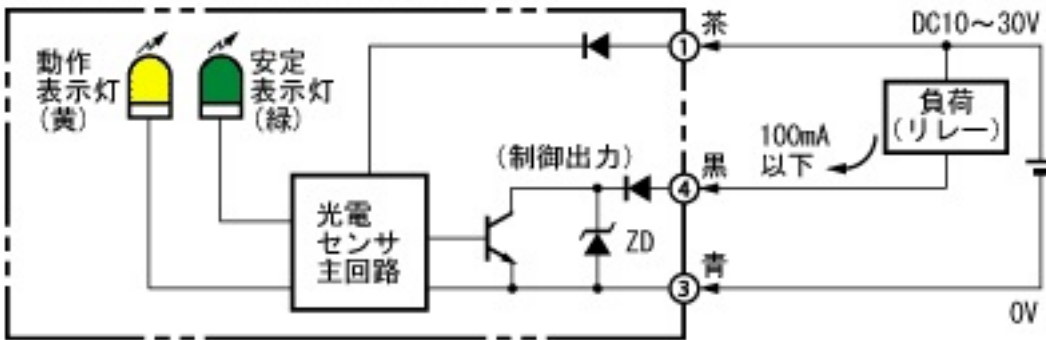 動作
表示灯
(黄)
安定
表示灯
(緑)
① 茶
DC10～30V
負荷
(リレー)
100mA
以下
(制御出力)
黒
④
光電
センサ
主回路
ZD
青
③
0V